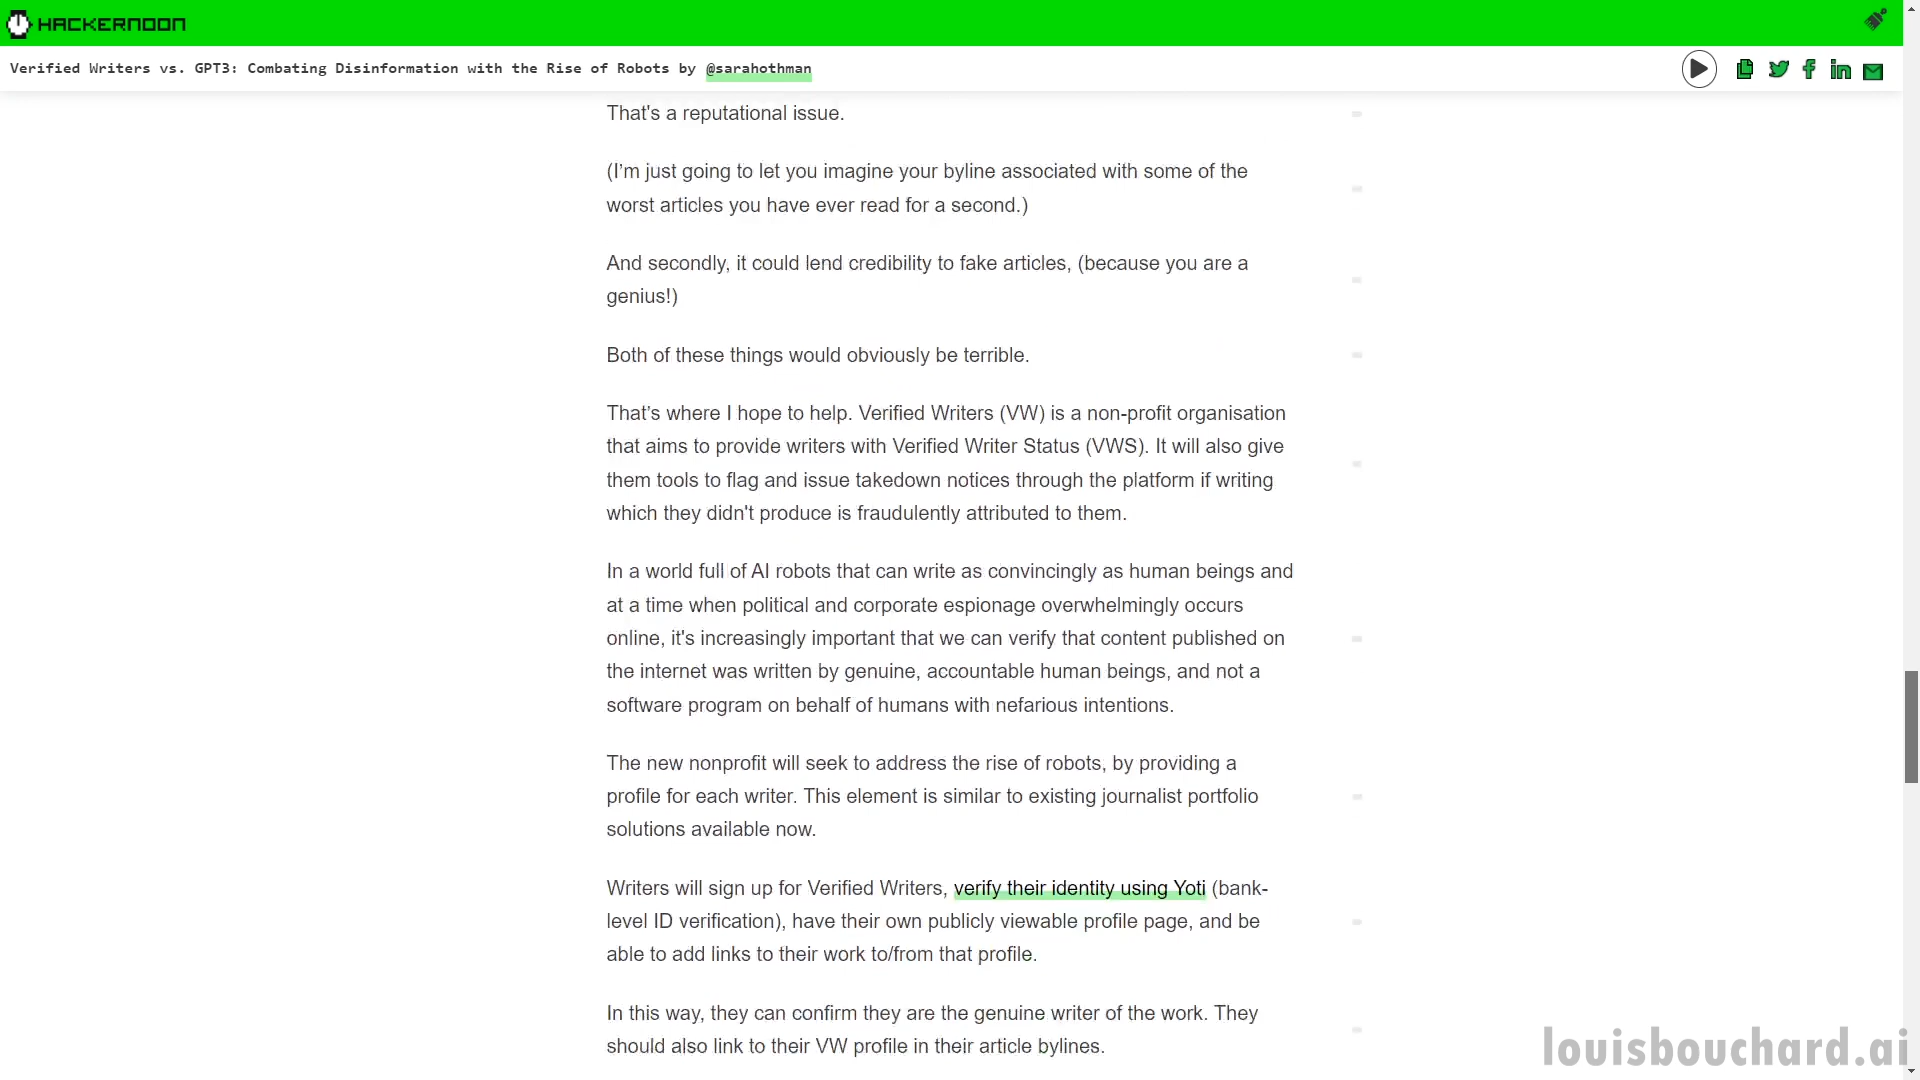 HACKERNOON
Verified Writers vs. GPT3: Combating Disinformation with the Rise of Robots by @sarahothman
That's a reputational issue.
(I’m just going to let you imagine your byline associated with some of the
worst articles you have ever read for a second.)
And secondly, it could lend credibility to fake articles, (because you are a
genius!)
Both of these things would obviously be terrible.
That’s where I hope to help. Verified Writers (VW) is a non-profit organisation
that aims to provide writers with Verified Writer Status (VWS). It will also give
them tools to flag and issue takedown notices through the platform if writing
which they didn't produce is fraudulently attributed to them.
In a world full of AI robots that can write as convincingly as human beings and
at a time when political and corporate espionage overwhelmingly occurs
online, it's increasingly important that we can verify that content published on
the internet was written by genuine, accountable human beings, and not a
software program on behalf of humans with nefarious intentions.
The new nonprofit will seek to address the rise of robots, by providing a
profile for each writer. This element is similar to existing journalist portfolio
solutions available now.
Writers will sign up for Verified Writers, verify their identity using Yoti (bank-
level ID verification), have their own publicly viewable profile page, and be
able to add links to their work to/from that profile.
In this way, they can confirm they are the genuine writer of the work. They
should also link to their VW profile in their article bylines.
louisbouchard.ai